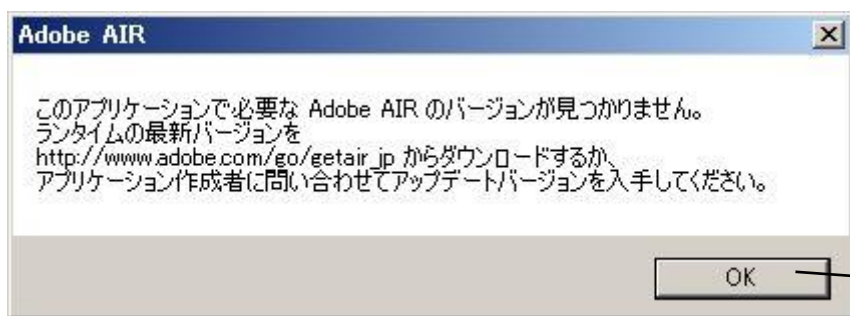 Adobe AIR
このアプリケーションで必要な Adobe AIR のバージョンが見つかりません。
ランタイムの最新バージョンを
http://www.adobe.com/go/getair_jp からダウンロードするか、
アプリケーション作成者に問い合わせてアップデートバージョンを入手してください。
OK